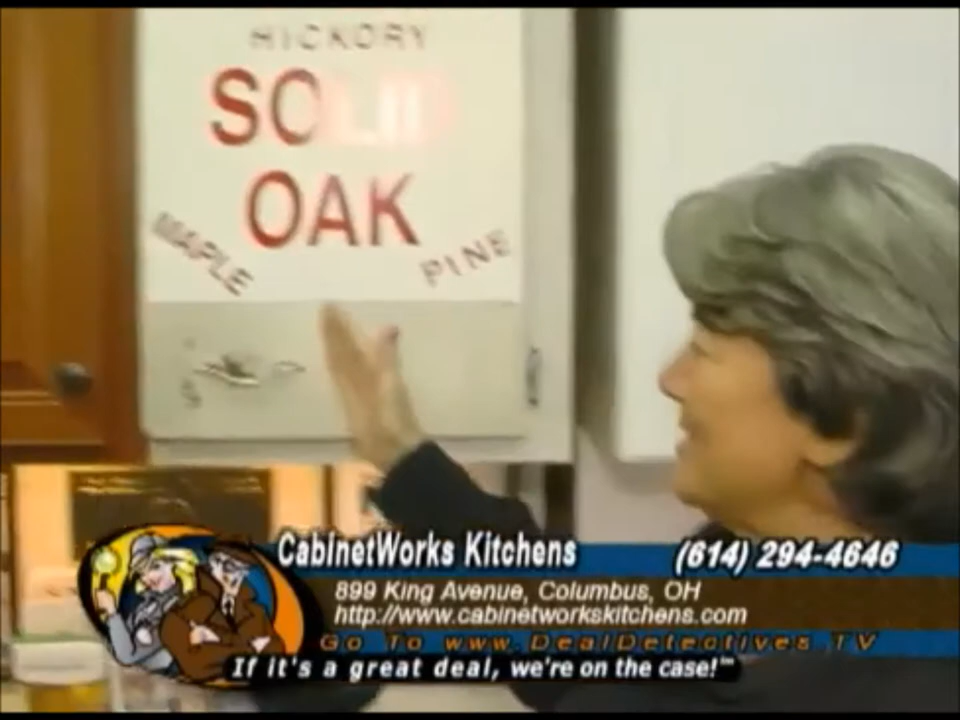 HICKORY
SOLID
OAK
MAPLE
PINE
CabinetWorks Kitchens
(614) 294-4646
899 King Avenue, Columbus, OH
http://www.cabinetworkskitchens.com
Go To www.DealDetectives.TV
If it's a great deal, we're on the case!℠